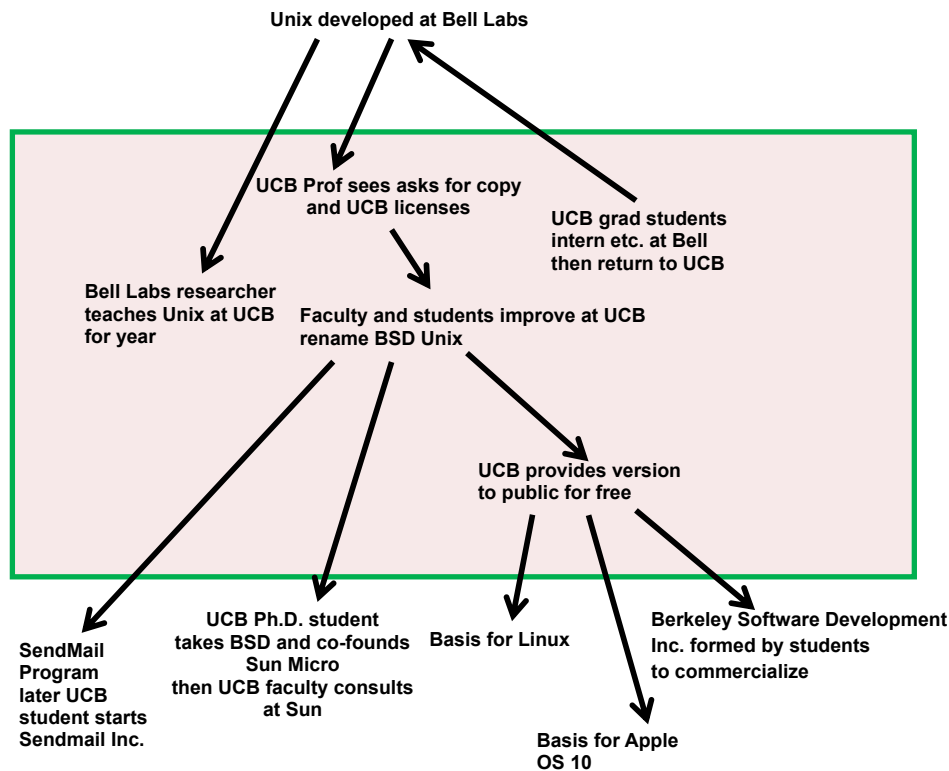 Unix developed at Bell Labs
UCB Prof sees asks for copy
and UCB licenses
UCB grad students
intern etc. at Bell
then return to UCB
Bell Labs researcher
teaches Unix at UCB
for year
Faculty and students improve at UCB
rename BSD Unix
UCB provides version
to public for free
SendMail
Program
later UCB
student starts
Sendmail Inc.
UCB Ph.D. student
takes BSD and co-founds
Sun Micro
then UCB faculty consults
at Sun
Basis for Linux
Berkeley Software Development
Inc. formed by students
to commercialize
Basis for Apple
OS 10